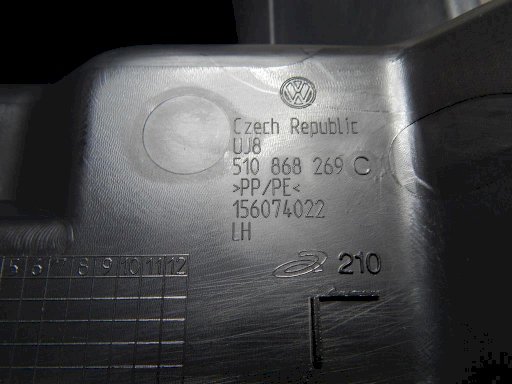 Czech Republic
UJ8
510 868 269 C
>PP/PE<
156074022
LH
210
5 6 7 8 9 10 11 12